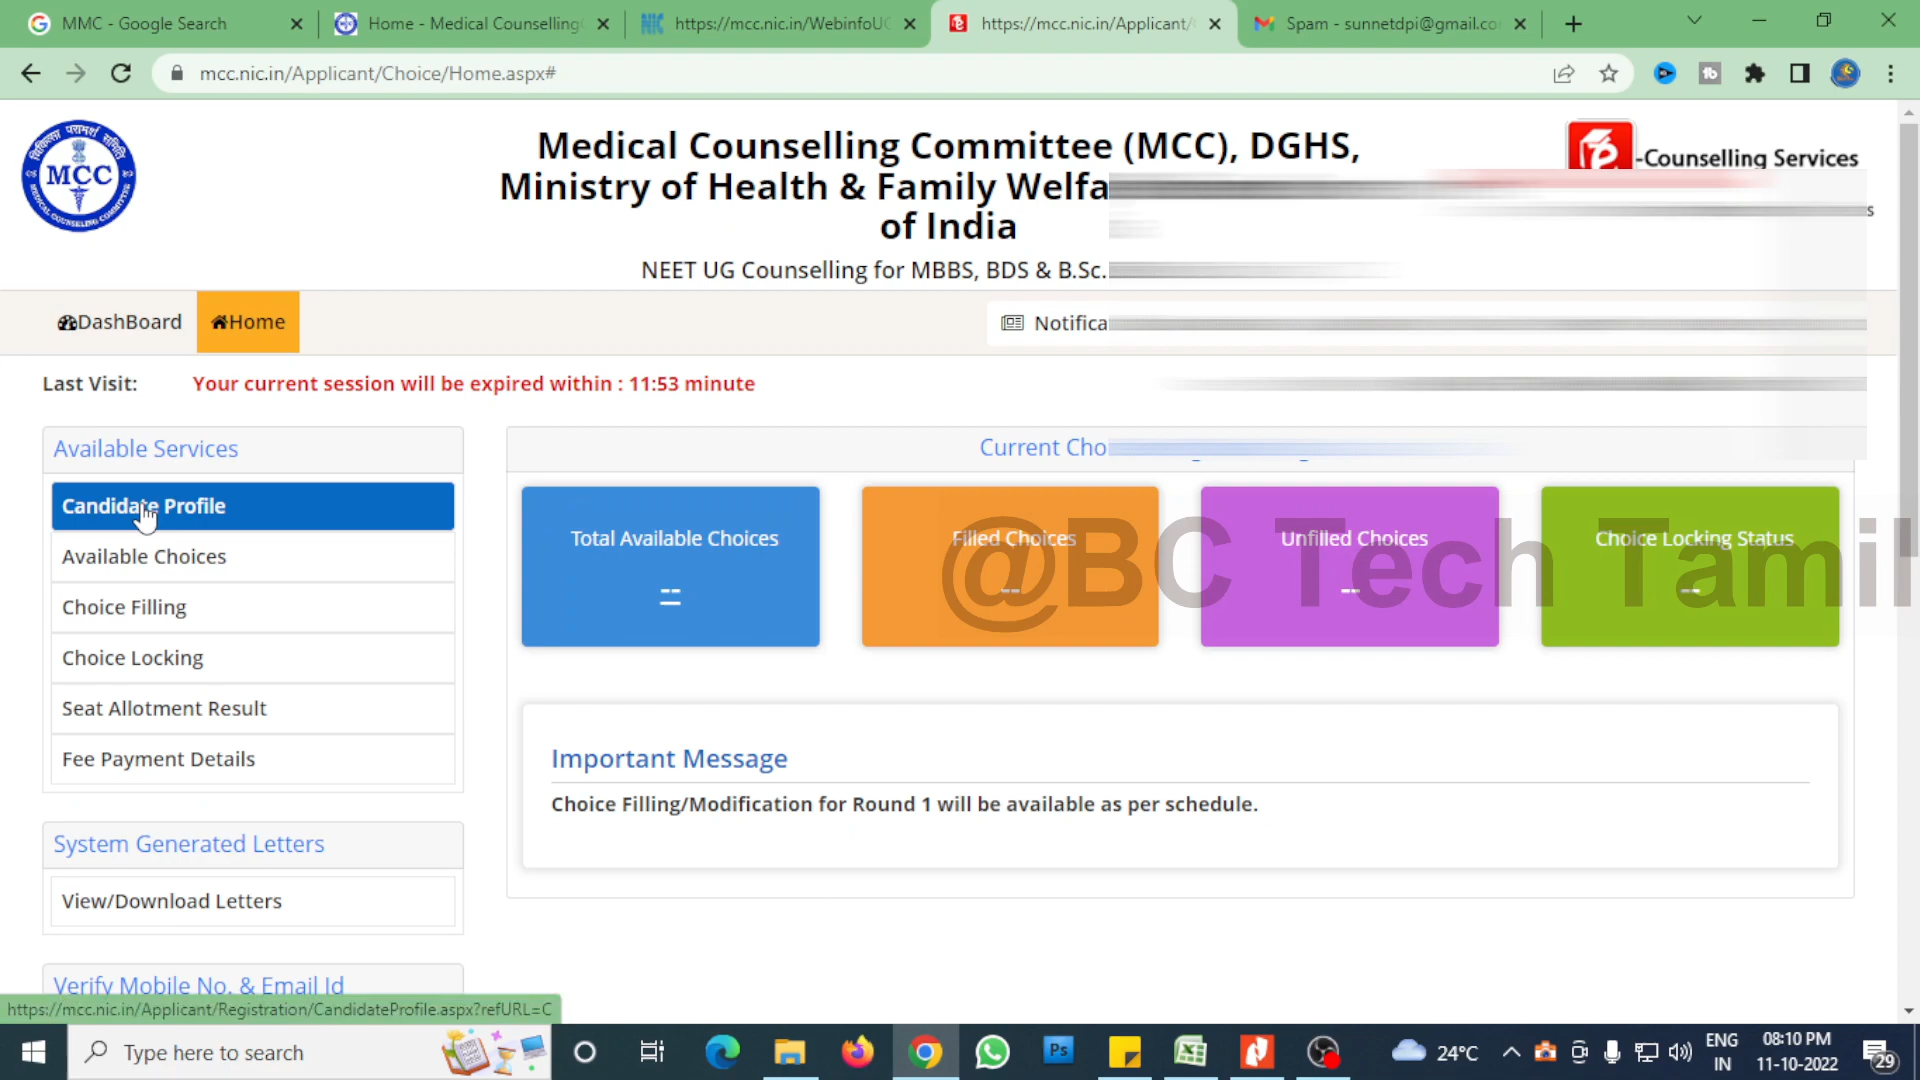 MMC - Google Search
Home - Medical Counselling
https://mcc.nic.in/WebinfoUG
https://mcc.nic.in/Applicant/
Spam - sunnetdpi@gmail.co
mcc.nic.in/Applicant/Choice/Home.aspx#
MCC
MEDICAL COUNSELING COMMITTEE
Medical Counselling Committee (MCC), DGHS,
Ministry of Health & Family Welfa
of India
NEET UG Counselling for MBBS, BDS & B.Sc.
-Counselling Services
DashBoard
Home
Notifica
Last Visit:
Your current session will be expired within : 11:53 minute
Available Services
Candidate Profile
Available Choices
Choice Filling
Choice Locking
Seat Allotment Result
Fee Payment Details
System Generated Letters
View/Download Letters
Verify Mobile No. & Email Id
Current Cho
Total Available Choices
--
Filled Choices
--
Unfilled Choices
--
Choice Locking Status
--
@BC Tech Tamil
Important Message
Choice Filling/Modification for Round 1 will be available as per schedule.
https://mcc.nic.in/Applicant/Registration/CandidateProfile.aspx?refURL=C
Type here to search
Ps
24°C
ENG
IN
08:10 PM
11-10-2022
29